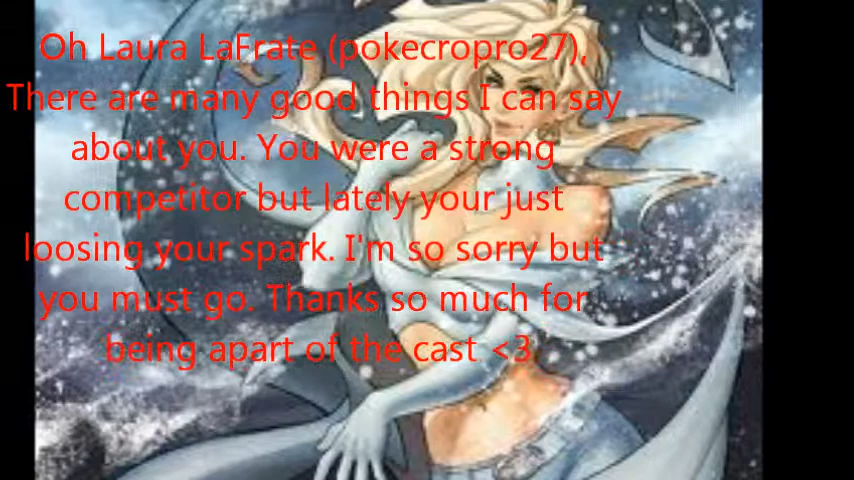 Oh Laura LaFrate (pokecropro27),
There are many good things I can say
about you. You were a strong
competitor but lately your just
loosing your spark. I'm so sorry but
you must go. Thanks so much for
being apart of the cast <3